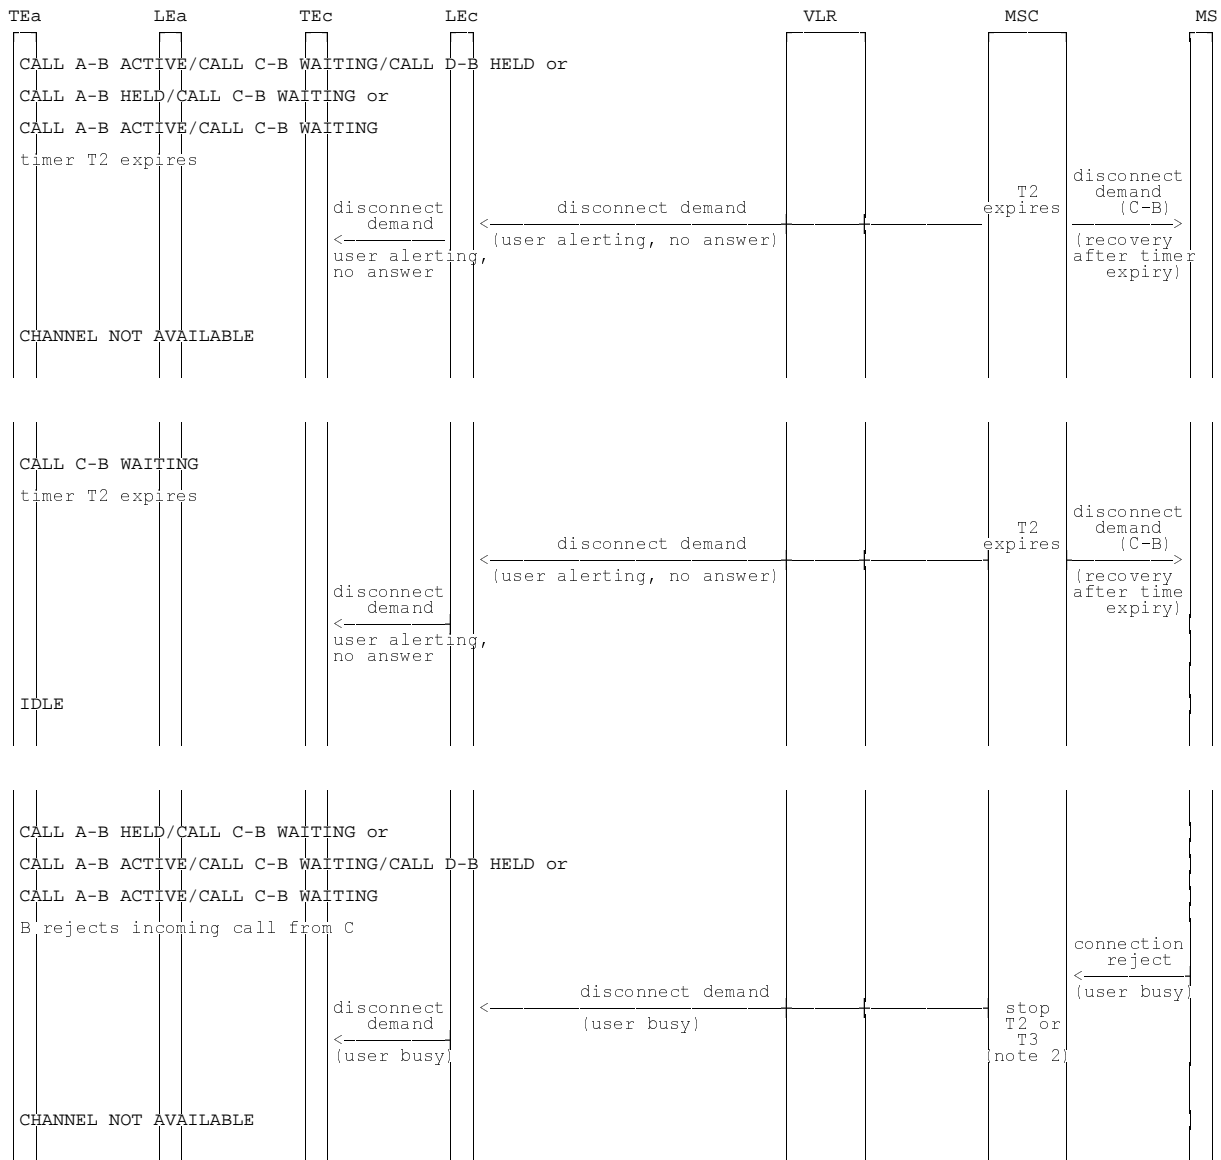 TEa LEa TEc LEc VLR MSC MS
CALL A-B ACTIVE/CALL C-B WAITING/CALL D-B HELD or
CALL A-B HELD/CALL C-B WAITING or
CALL A-B ACTIVE/CALL C-B WAITING
timer T2 expires
disconnect
demand
user alerting,
no answer
disconnect demand
(user alerting, no answer)
T2
expires
disconnect
demand
(C-B)
(recovery
after timer
expiry)
CHANNEL NOT AVAILABLE
CALL C-B WAITING
timer T2 expires
disconnect demand
(user alerting, no answer)
T2
expires
disconnect
demand
(C-B)
(recovery
after time
expiry)
disconnect
demand
user alerting,
no answer
IDLE
CALL A-B HELD/CALL C-B WAITING or
CALL A-B ACTIVE/CALL C-B WAITING/CALL D-B HELD or
CALL A-B ACTIVE/CALL C-B WAITING
B rejects incoming call from C
connection
reject
(user busy)
disconnect demand
(user busy)
stop
T2 or
T3
(note 2)
disconnect
demand
(user busy)
CHANNEL NOT AVAILABLE